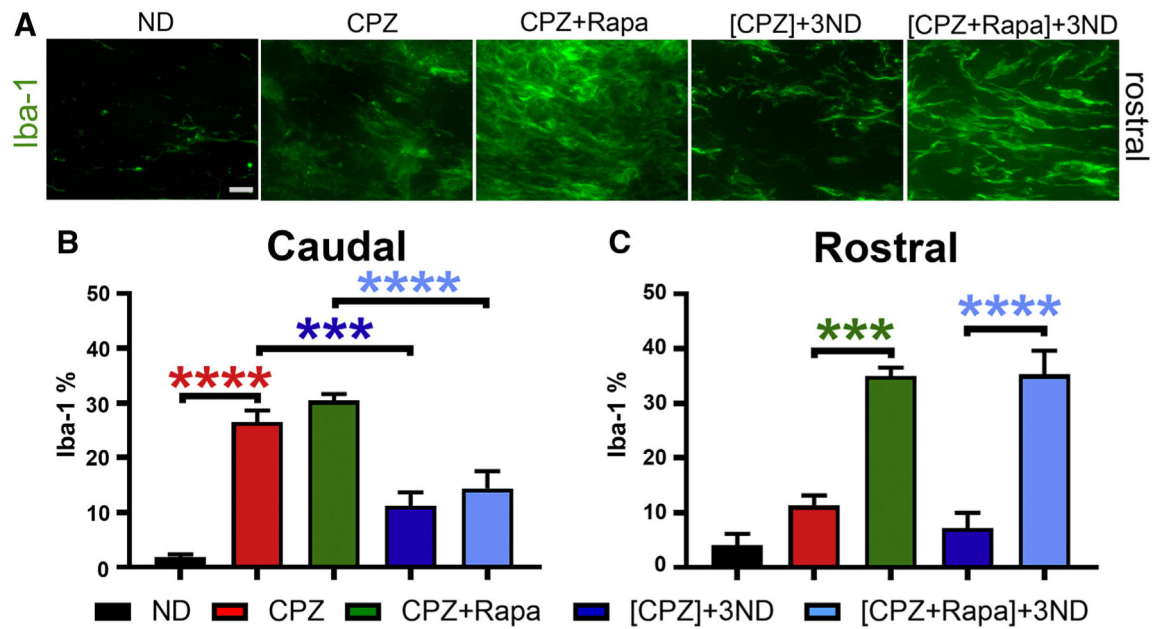 A ND CPZ CPZ+Rapa [CPZ]+3ND [CPZ+Rapa]+3ND
Iba-1
rostral
B Caudal
****
***
****
50
40
30
20
10
0
Iba-1 %
C Rostral
***
****
50
40
30
20
10
0
Iba-1 %
ND CPZ CPZ+Rapa [CPZ]+3ND [CPZ+Rapa]+3ND